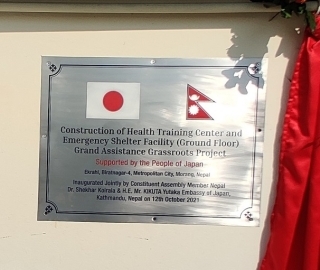 Construction of Health Training Center and
Emergency Shelter Facility (Ground Floor)
Grand Assistance Grassroots Project
Supported by the People of Japan
Birat, Biratnagar-4, Metropolitan City, Morang, Nepal
Inaugurated Jointly by Constituent Assembly Member Nepal
Dr. Shekhar Koirala & H.E. Mr. KIKUTA Yutaka Embassy of Japan,
Kathmandu, Nepal on 12th October 2021